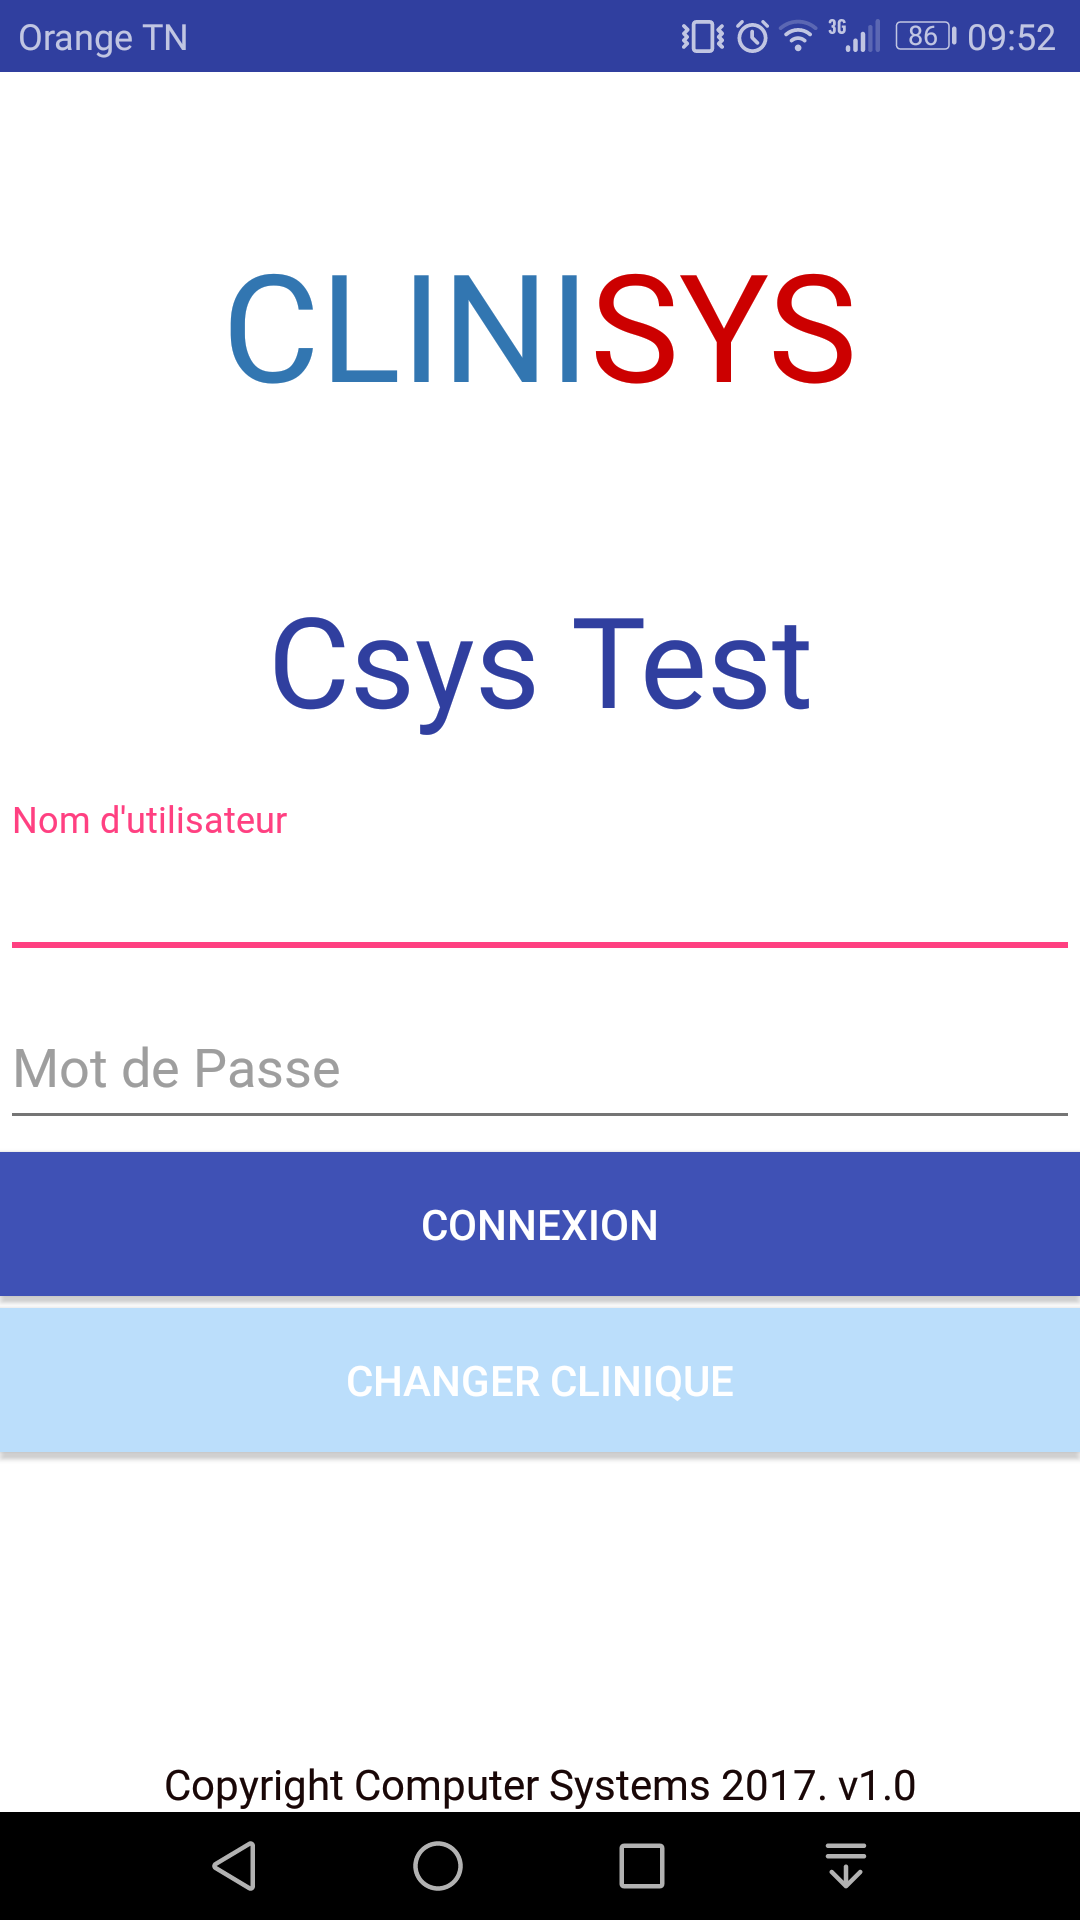 Orange TN 3G 86 09:52
CLINISYS
Csys Test
Nom d'utilisateur
Mot de Passe
CONNEXION
CHANGER CLINIQUE
Copyright Computer Systems 2017. v1.0